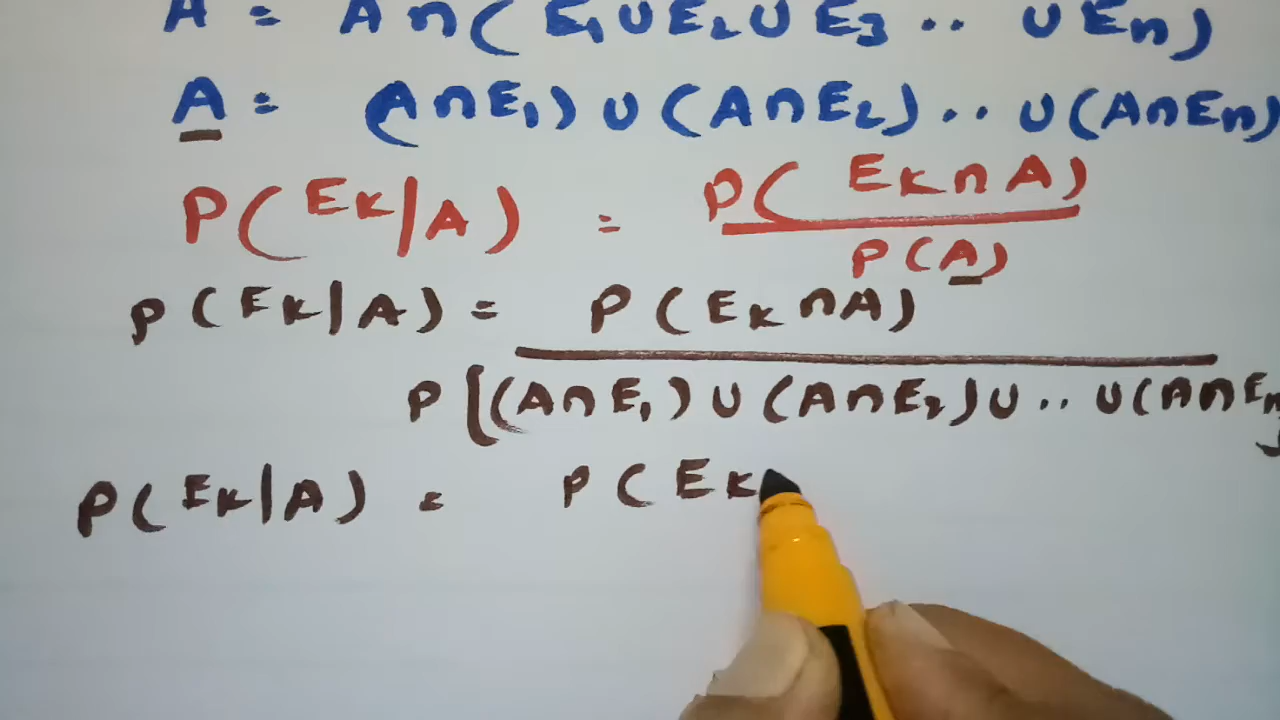 A = A∩(E₁∪E₂∪E₃.. ∪Eₙ)
A = (A∩E₁)∪(A∩E₂)..∪(A∩Eₙ)
P(Eₖ|A) = P(Eₖ∩A)
P(A)
P(Eₖ|A) = P(Eₖ∩A)
P[(A∩E₁)∪(A∩E₂)∪..∪(A∩Eₙ]
P(Eₖ|A) = P(Eₖ